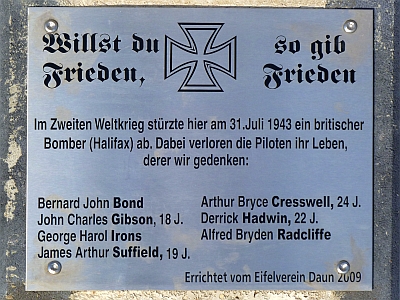 Willst du so gib
Frieden, Frieden
Im Zweiten Weltkrieg stürzte hier am 31.Juli 1943 ein britischer
Bomber (Halifax) ab. Dabei verloren die Piloten ihr Leben,
derer wir gedenken:
Bernard John Bond
John Charles Gibson, 18 J.
George Harol Irons
James Arthur Suffield, 19 J.
Arthur Bryce Cresswell, 24 J.
Derrick Hadwin, 22 J.
Alfred Bryden Radcliffe
Errichtet vom Eifelverein Daun 2009